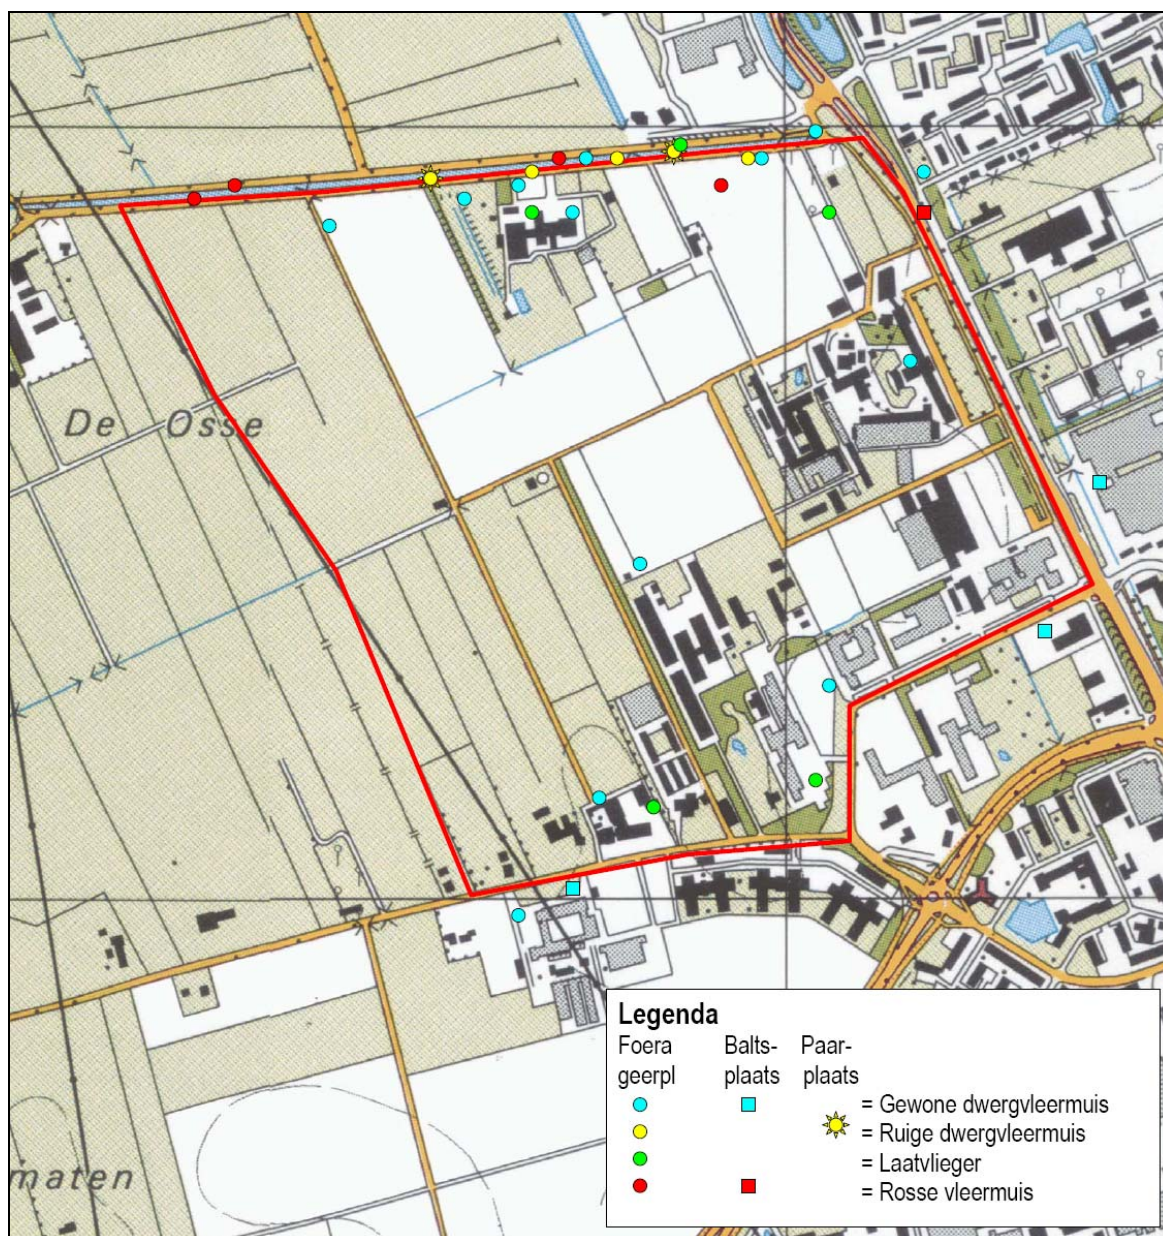 De Osse
maten
Legenda
Foera Balts- Paar-
geerpl plaats plaats
= Gewone dwergvleermuis
= Ruige dwergvleermuis
= Laatvlieger
= Rosse vleermuis